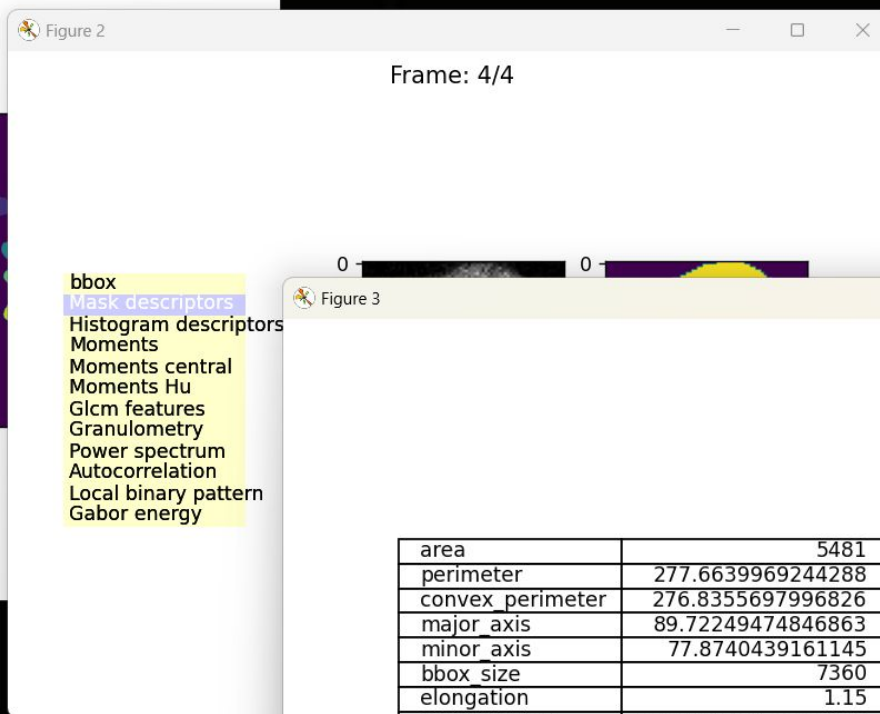 Figure 2
Frame: 4/4
0
0
bbox
Mask descriptors
Histogram descriptors
Moments
Moments central
Moments Hu
Glcm features
Granulometry
Power spectrum
Autocorrelation
Local binary pattern
Gabor energy
Figure 3
area 5481
perimeter 277.6639969244288
convex_perimeter 276.8355697996826
major_axis 89.72249474846863
minor_axis 77.8740439161145
bbox_size 7360
elongation 1.15